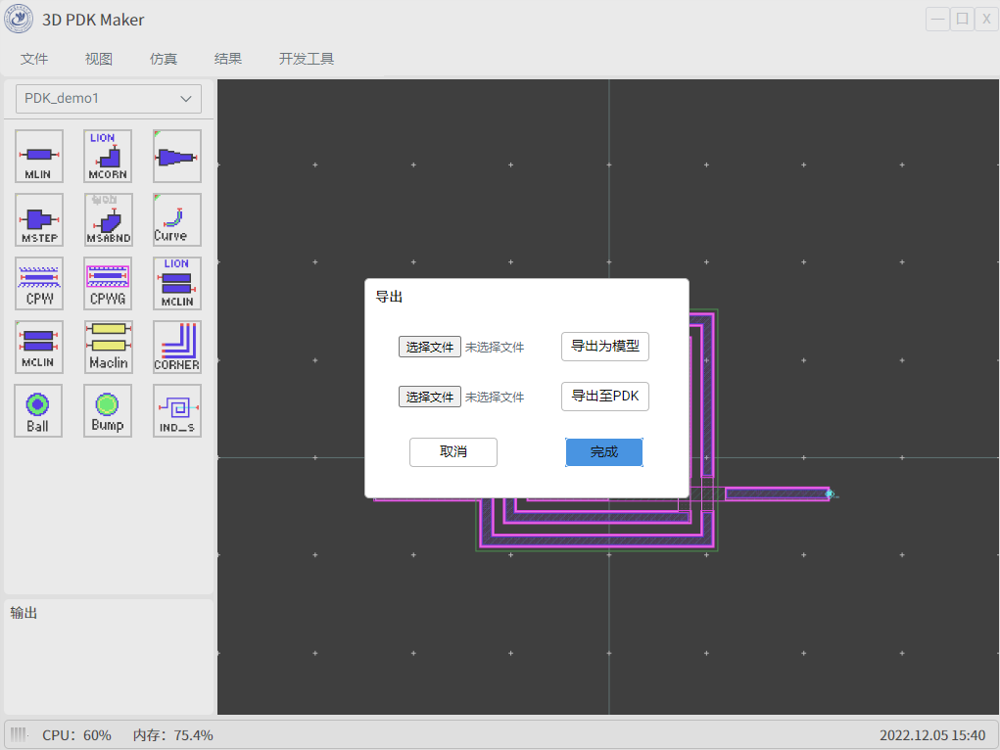 3D PDK Maker
文件 视图 仿真 结果 开发工具
PDK_demo1
MLIN
LION
MCORN
MSTEP
MSABND
Curve
CPW
CPWG
LION
MCLIN
MCLIN
Maclin
CORNER
Ball
Bump
IND_S
导出
选择文件 未选择文件 导出为模型
选择文件 未选择文件 导出至PDK
取消 完成
输出
CPU：60% 内存：75.4% 2022.12.05 15:40